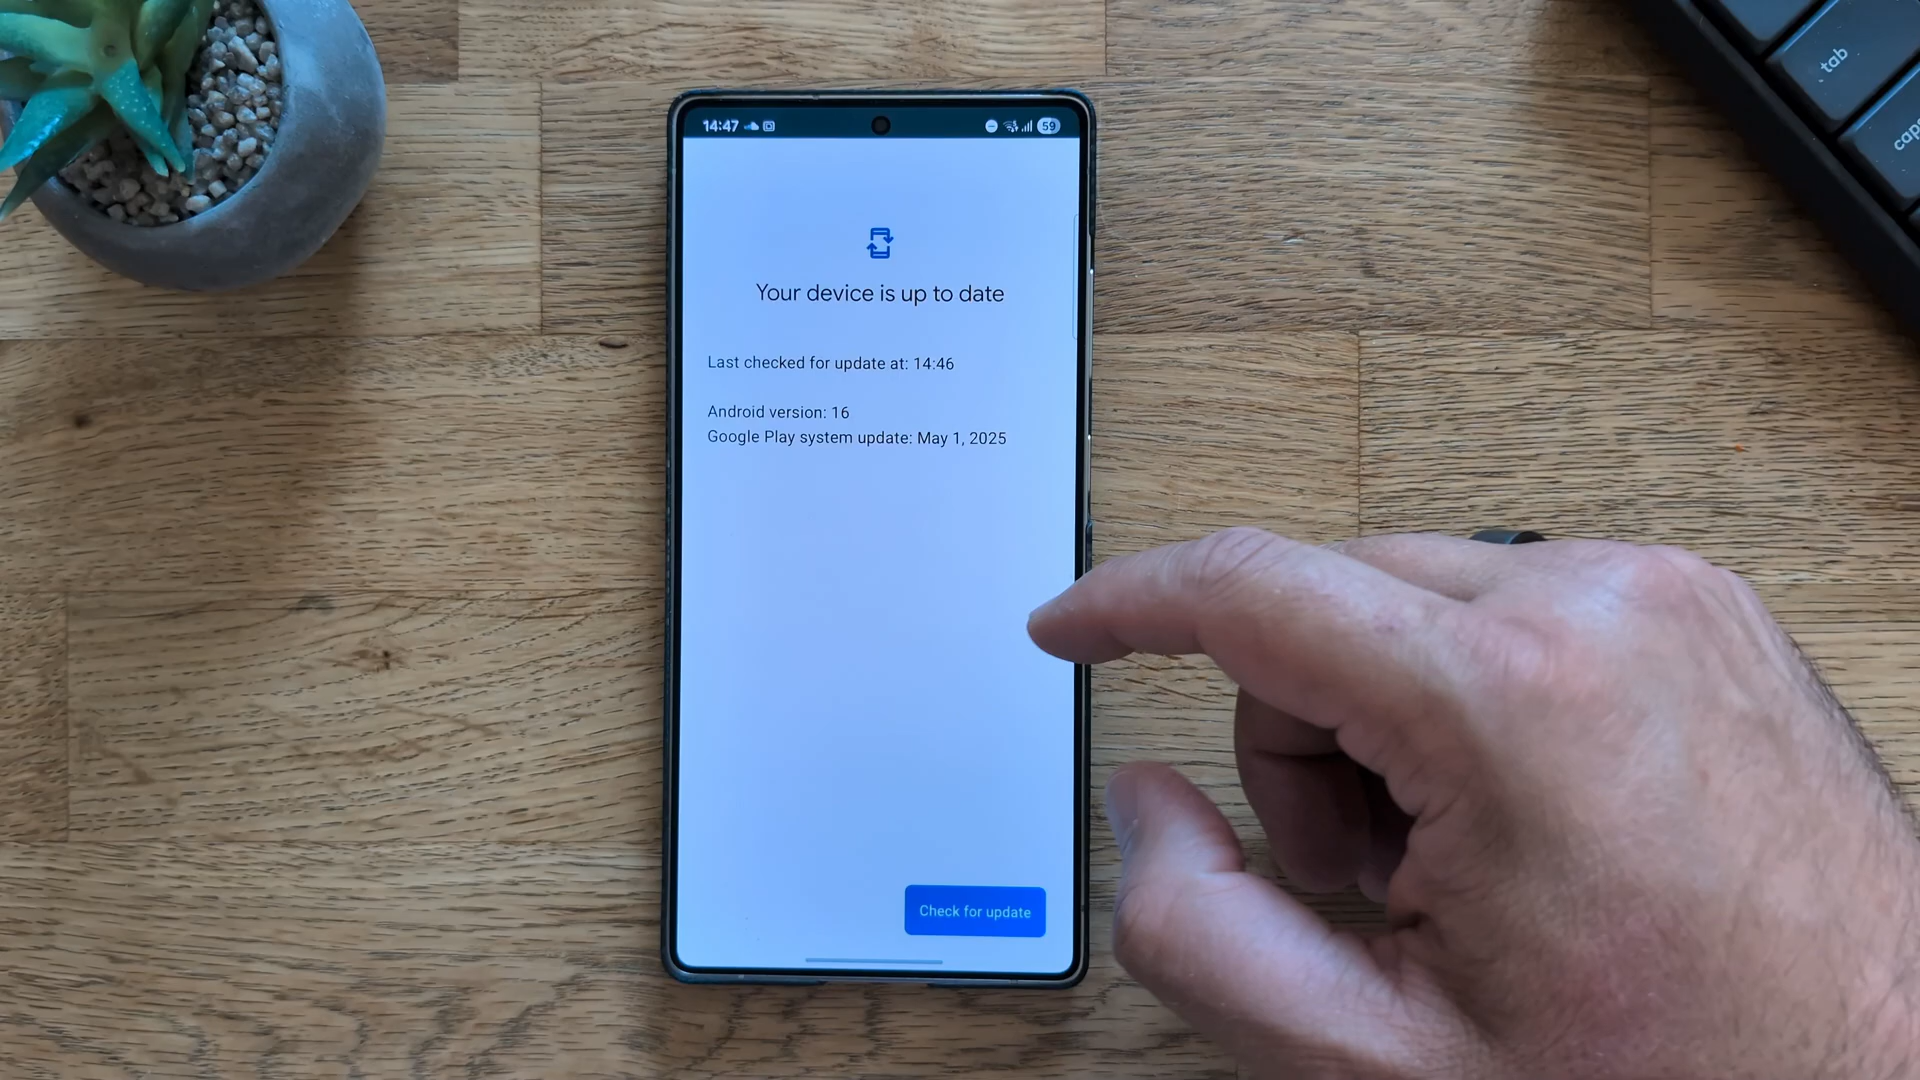 14:47
59
Your device is up to date
Last checked for update at: 14:46
Android version: 16
Google Play system update: May 1, 2025
Check for update
tab
caps